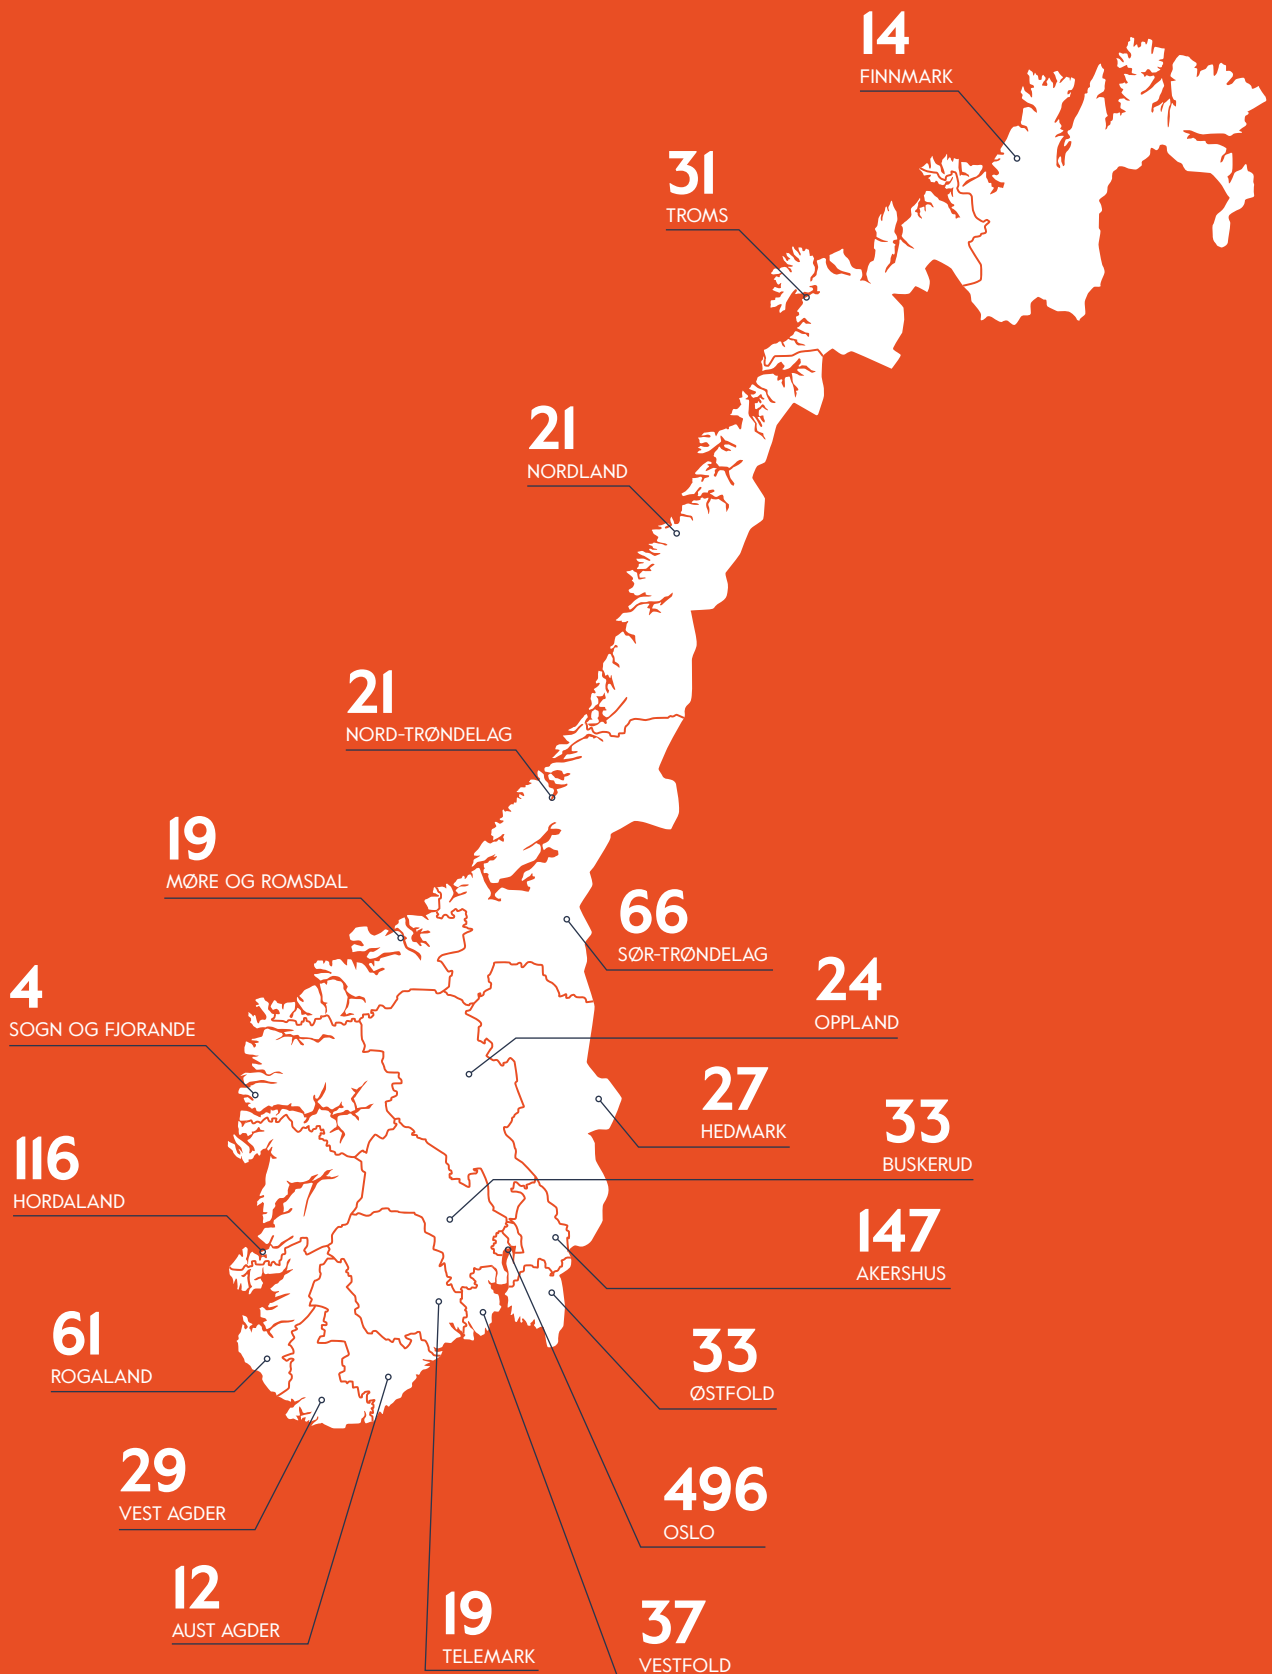 14
FINNMARK
31
TROMS
21
NORDLAND
21
NORD-TRØNDELAG
19
MØRE OG ROMSDAL
66
SØR-TRØNDELAG
24
OPPLAND
4
SOGN OG FJORANDE
27
HEDMARK
33
BUSKERUD
116
HORDALAND
147
AKERSHUS
61
ROGALAND
33
ØSTFOLD
29
VEST AGDER
496
OSLO
12
AUST AGDER
19
TELEMARK
37
VESTFOLD